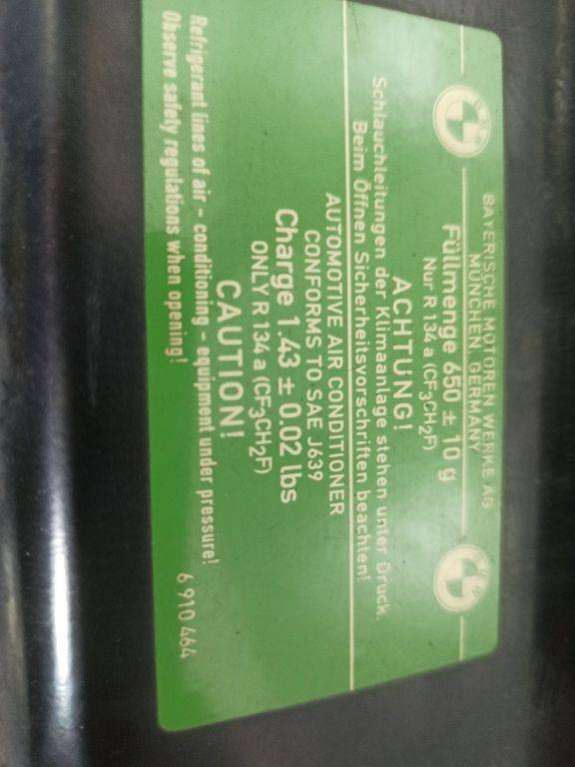 BAYERISCHE MOTOREN WERKE AG
MÜNCHEN GERMANY
Füllmenge 650 ± 10 g
Nur R 134 a (CF3CH2F)
ACHTUNG!
Schlauchleitungen der Klimaanlage stehen unter Druck.
Beim Öffnen Sicherheitsvorschriften beachten!
AUTOMOTIVE AIR CONDITIONER
CONFORMS TO SAE J639
Charge 1.43 ± 0.02 lbs
ONLY R 134 a (CF3CH2F)
CAUTION!
Refrigerant lines of air - conditioning - equipment under pressure!
Observe safety regulations when opening!
6 910 464